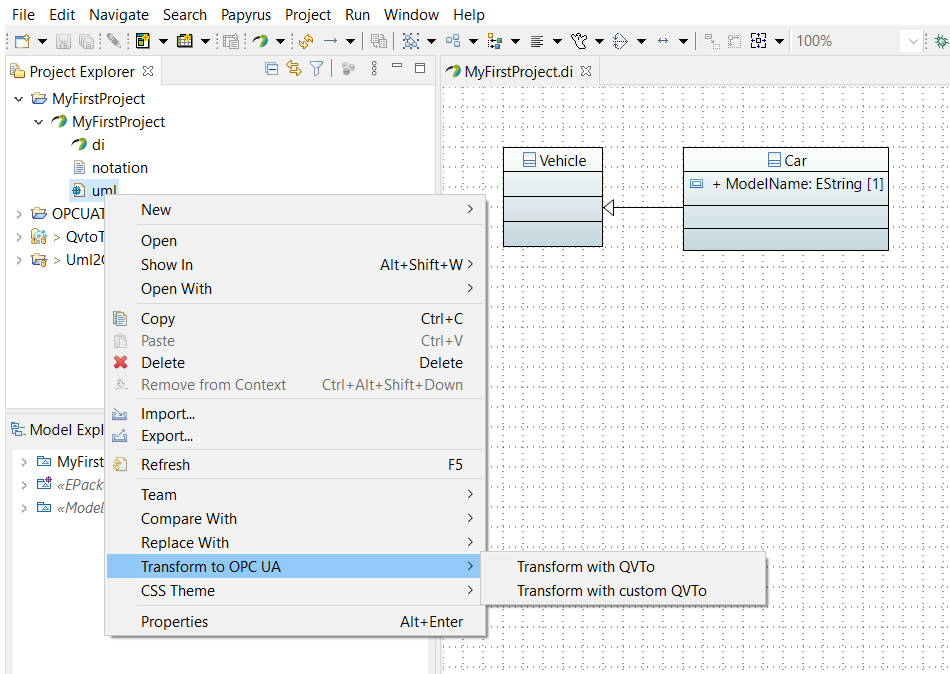 File Edit Navigate Search Papyrus Project Run Window Help
100%
Project Explorer
MyFirstProject.di
MyFirstProject
MyFirstProject
di
notation
uml
OPCUAT
> QvtoT
> Uml2
Model Expl
MyFirst
«EPack
«Model
New
Open
Show In Alt+Shift+W
Open With
Copy Ctrl+C
Paste Ctrl+V
Delete Delete
Remove from Context Ctrl+Alt+Shift+Down
Import...
Export...
Refresh F5
Team
Compare With
Replace With
Transform to OPC UA
CSS Theme
Properties Alt+Enter
Transform with QVTo
Transform with custom QVTo
Vehicle
Car
+ ModelName: EString [1]